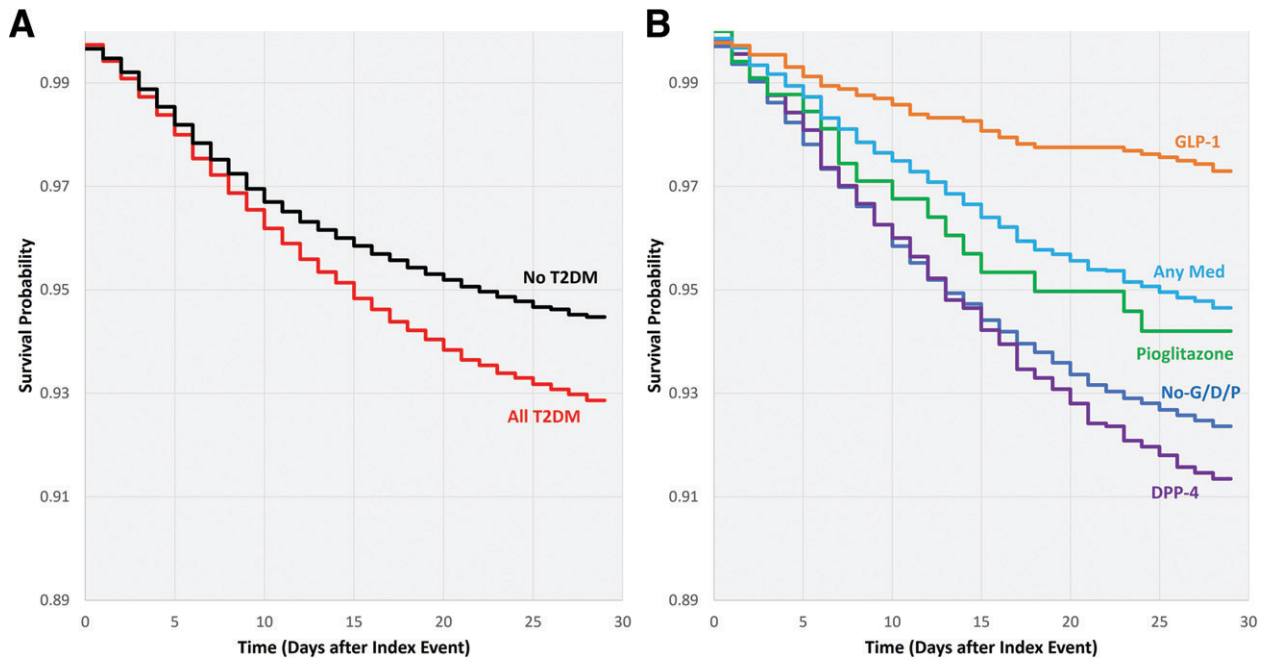 A
Survival Probability
0.99
0.97
0.95
0.93
0.91
0.89
No T2DM
All T2DM
0 5 10 15 20 25 30
Time (Days after Index Event)
B
Survival Probability
0.99
0.97
0.95
0.93
0.91
0.89
GLP-1
Any Med
Pioglitazone
No-G/D/P
DPP-4
0 5 10 15 20 25 30
Time (Days after Index Event)